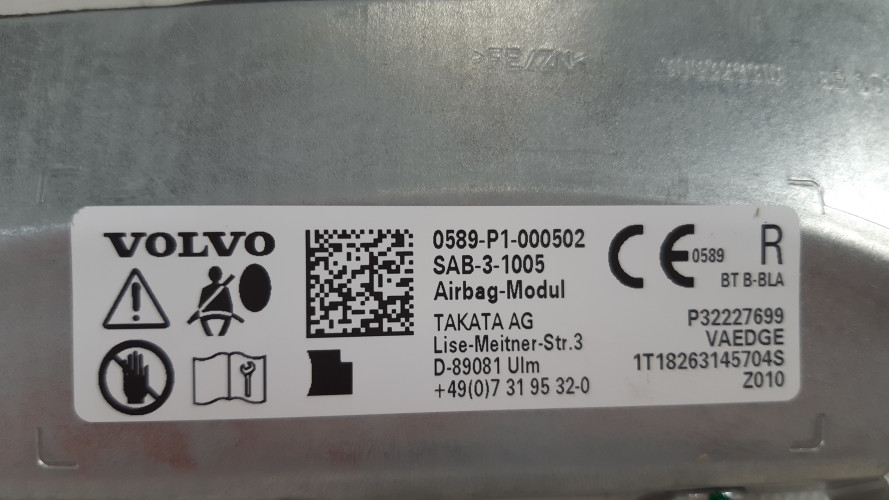 >FE/ZN<
VOLVO
0589-P1-000502
SAB-3-1005
Airbag-Modul
TAKATA AG
Lise-Meitner-Str.3
D-89081 Ulm
+49(0)7 31 95 32-0
CE 0589 R
BT B-BLA
P32227699
VAEDGE
1T18263145704S
Z010